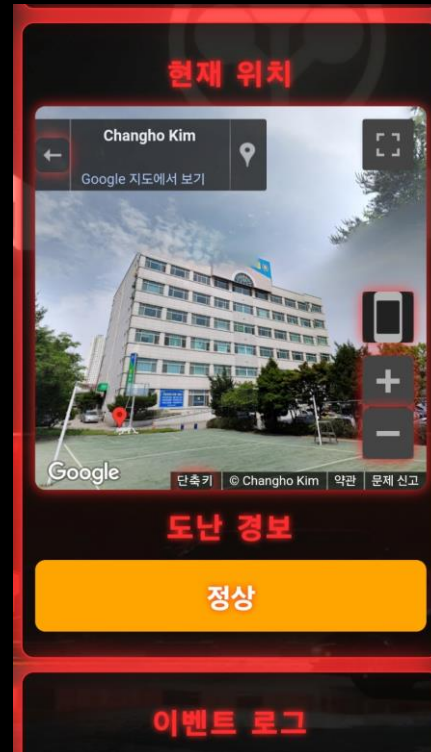 현재 위치
Changho Kim
Google 지도에서 보기
Google
단축키
© Changho Kim
약관
문제 신고
도난 경보
정상
이벤트 로그